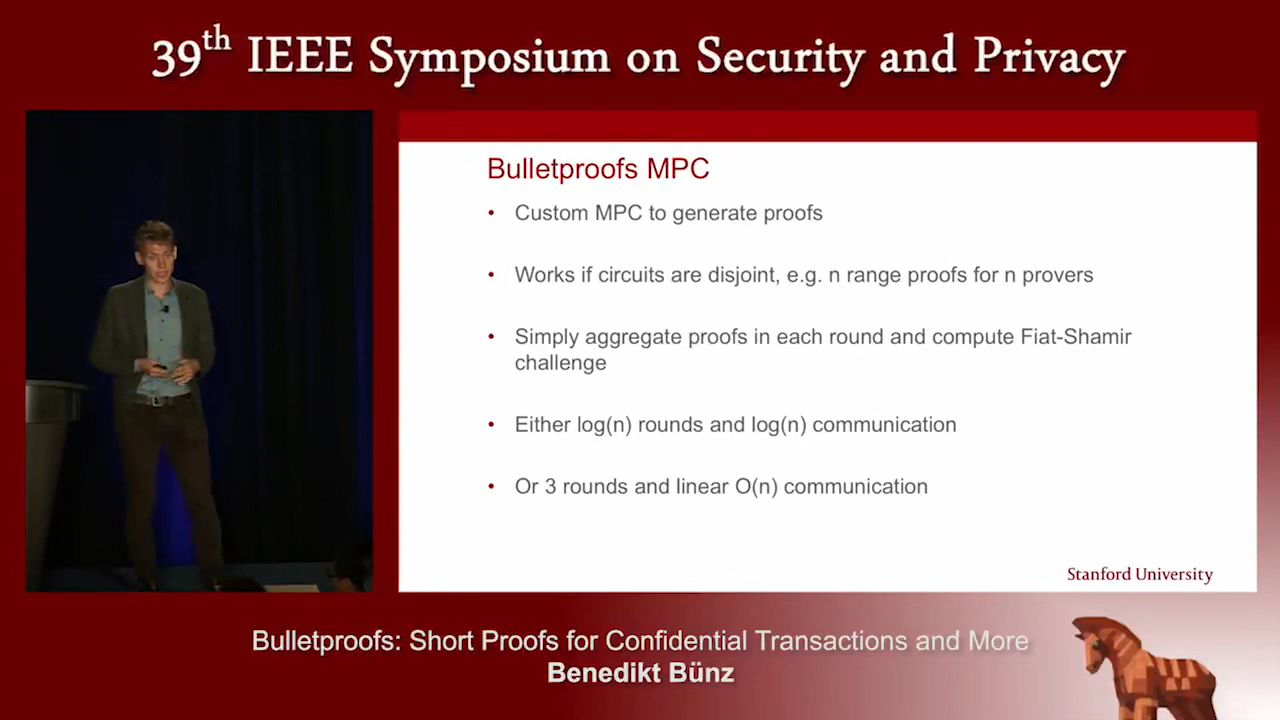 39th IEEE Symposium on Security and Privacy
Bulletproofs MPC
• Custom MPC to generate proofs
• Works if circuits are disjoint, e.g. n range proofs for n provers
• Simply aggregate proofs in each round and compute Fiat-Shamir
challenge
• Either log(n) rounds and log(n) communication
• Or 3 rounds and linear O(n) communication
Stanford University
Bulletproofs: Short Proofs for Confidential Transactions and More
Benedikt Bünz